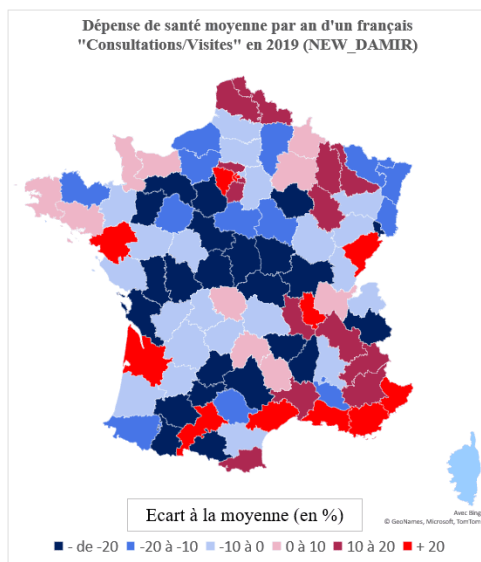 Dépense de santé moyenne par an d'un français
"Consultations/Visites" en 2019 (NEW_DAMIR)
Ecart à la moyenne (en %)
Avec Bing
© GeoNames, Microsoft, TomTom
- de -20 -20 à -10 -10 à 0 0 à 10 10 à 20 + 20